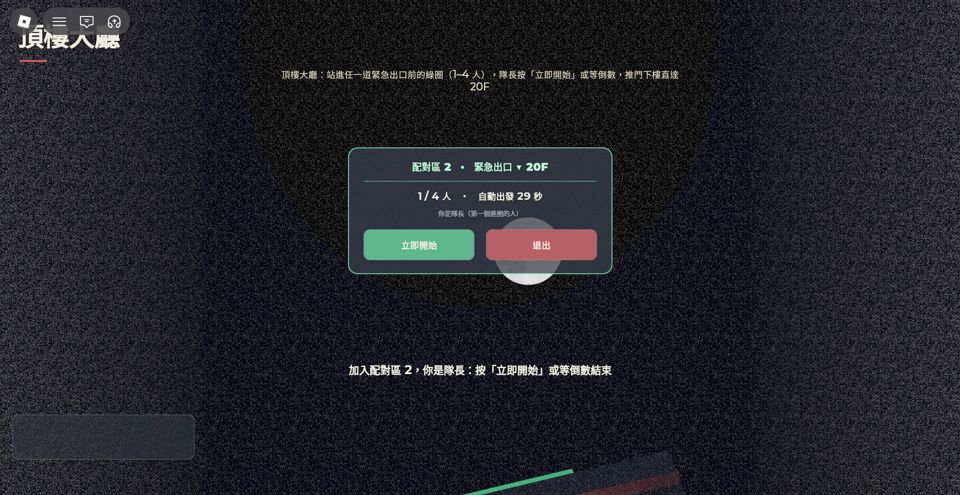 頂樓大廳
頂樓大廳：站進任一道緊急出口前的綠圈（1–4 人），隊長按「立即開始」或等倒數，推門下樓直達
20F
配對區 2 • 緊急出口 ▼ 20F
1 / 4 人 • 自動出發 29 秒
你是隊長（第一個進圈的人）
立即開始
退出
加入配對區 2，你是隊長：按「立即開始」或等倒數結束